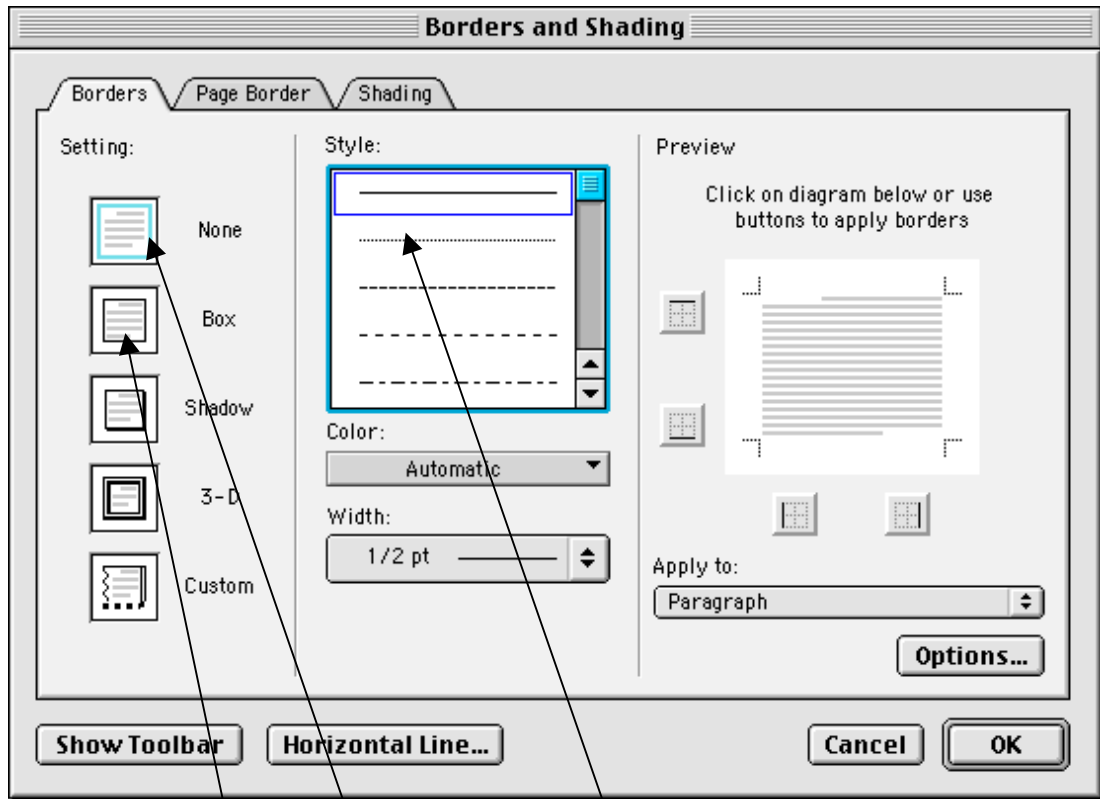 Borders and Shading
Borders
Page Border
Shading
Setting:
None
Box
Shadow
3-D
Custom
Style:
Color:
Automatic
Width:
1/2 pt
Preview
Click on diagram below or use
buttons to apply borders
Apply to:
Paragraph
Options...
Show Toolbar
Horizontal Line...
Cancel
OK